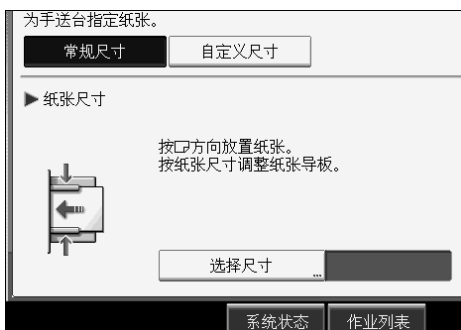 为手送台指定纸张。
常规尺寸 自定义尺寸
▶ 纸张尺寸
按方向放置纸张。
按纸张尺寸调整纸张导板。
选择尺寸 ...
系统状态 作业列表